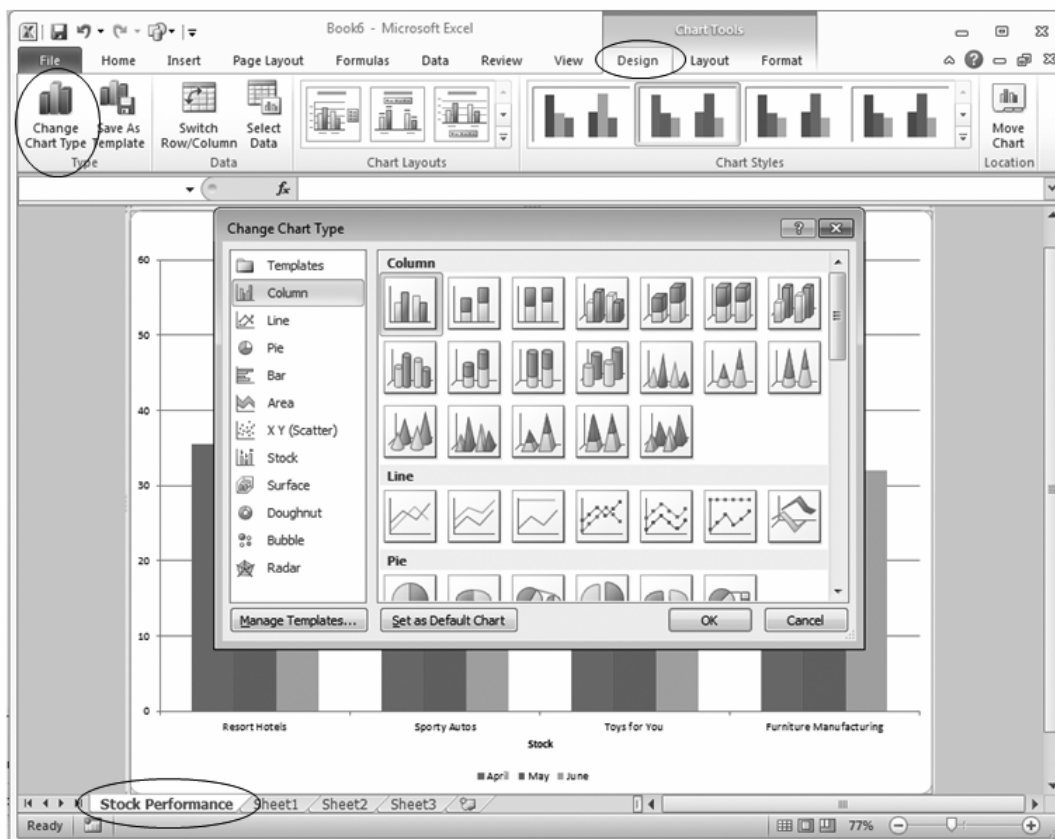 Book6 - Microsoft Excel
Chart Tools
File Home Insert Page Layout Formulas Data Review View Design Layout Format
Change Chart Type
Save As Template
Switch Row/Column
Select Data
Move Chart
Type Data Chart Layouts Chart Styles Location
fx
Change Chart Type
Templates
Column
Line
Pie
Bar
Area
X Y (Scatter)
Stock
Surface
Doughnut
Bubble
Radar
Column
Line
Pie
Manage Templates... Set as Default Chart OK Cancel
60
50
40
30
20
10
0
Resort Hotels Sporty Autos Toys for You Furniture Manufacturing
Stock
April May June
Stock Performance Sheet1 Sheet2 Sheet3
Ready 77%